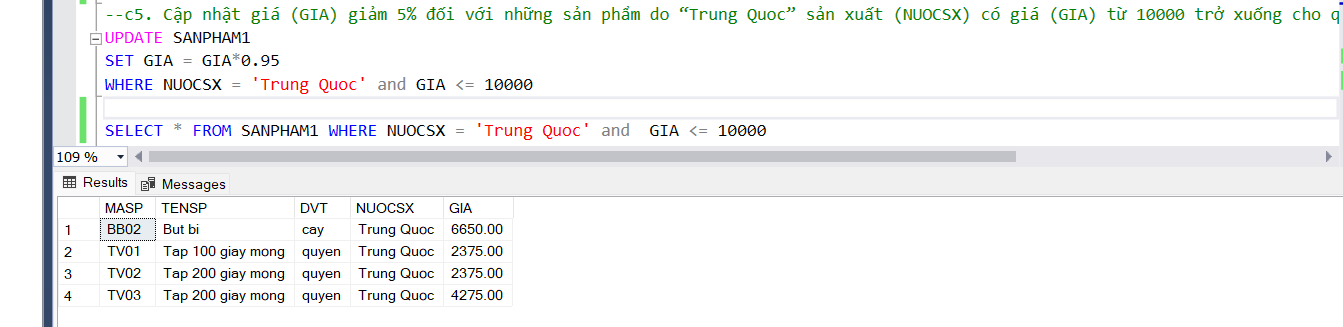 --c5. Cập nhật giá (GIA) giảm 5% đối với những sản phẩm do “Trung Quoc” sản xuất (NUOCSX) có giá (GIA) từ 10000 trở xuống cho q
UPDATE SANPHAM1
SET GIA = GIA*0.95
WHERE NUOCSX = 'Trung Quoc' and GIA <= 10000
SELECT * FROM SANPHAM1 WHERE NUOCSX = 'Trung Quoc' and  GIA <= 10000
109 %
Results Messages
MASP TENSP DVT NUOCSX GIA
1 BB02 But bi cay Trung Quoc 6650.00
2 TV01 Tap 100 giay mong quyen Trung Quoc 2375.00
3 TV02 Tap 200 giay mong quyen Trung Quoc 2375.00
4 TV03 Tap 200 giay mong quyen Trung Quoc 4275.00